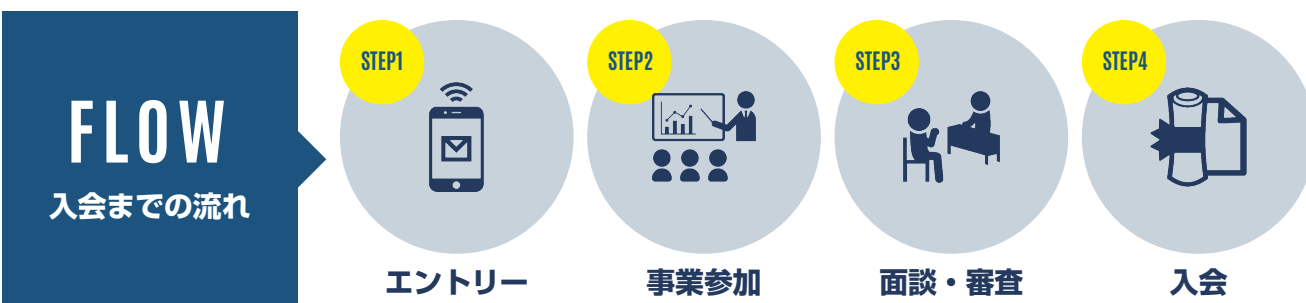 FLOW
入会までの流れ
STEP1
エントリー
STEP2
事業参加
STEP3
面談・審査
STEP4
入会